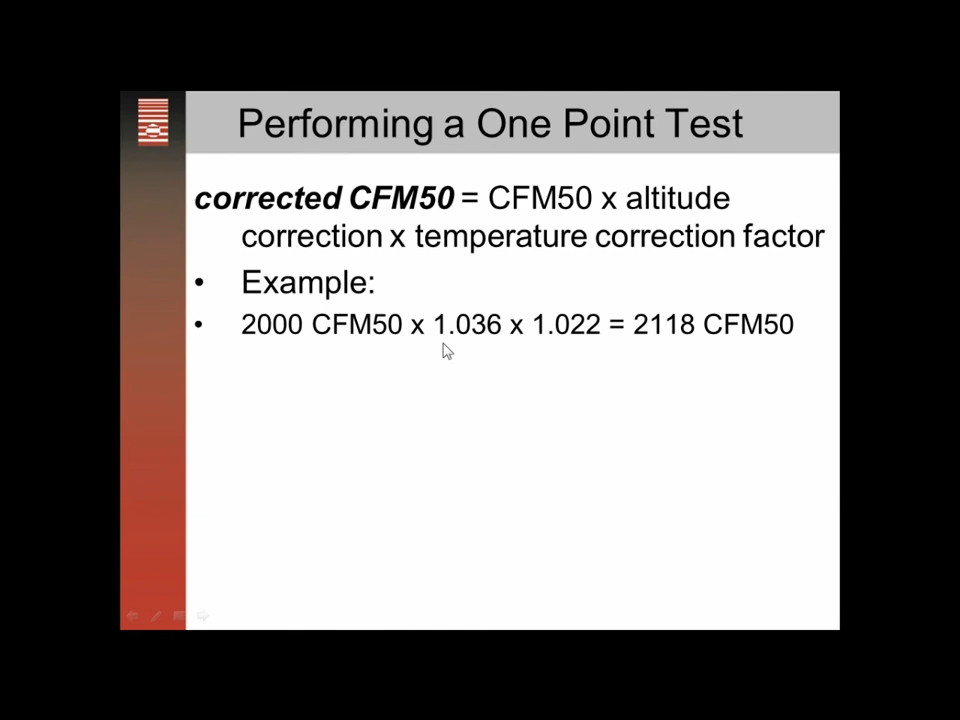 Performing a One Point Test
corrected CFM50 = CFM50 x altitude
correction x temperature correction factor
• Example:
• 2000 CFM50 x 1.036 x 1.022 = 2118 CFM50